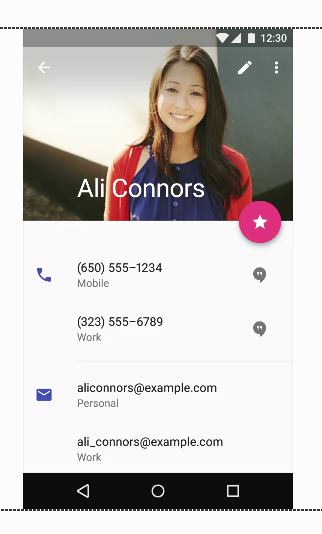 12:30
Ali Connors
(650) 555–1234
Mobile
(323) 555–6789
Work
aliconnors@example.com
Personal
ali_connors@example.com
Work